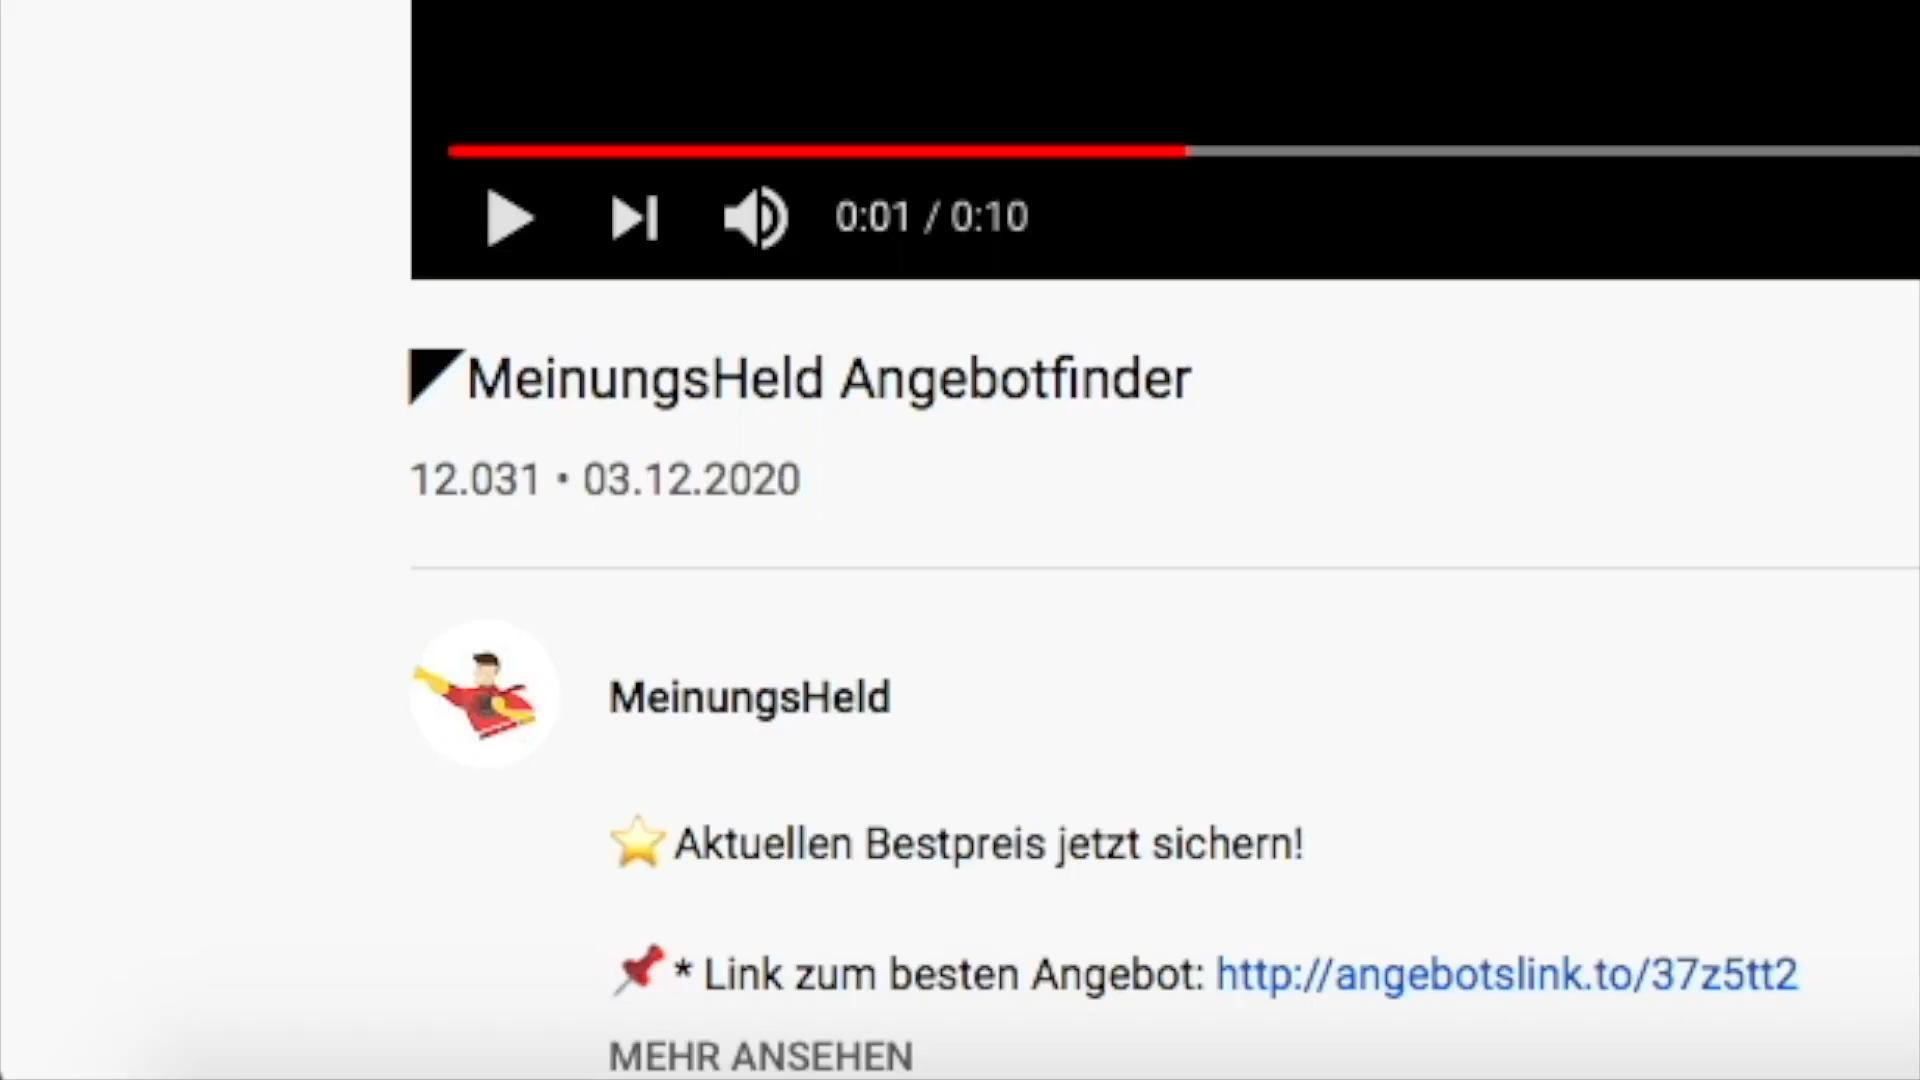 0:01 / 0:10
MeinungsHeld Angebotfinder
12.031 • 03.12.2020
MeinungsHeld
⭐ Aktuellen Bestpreis jetzt sichern!
📌 * Link zum besten Angebot: http://angebotslink.to/37z5tt2
MEHR ANSEHEN